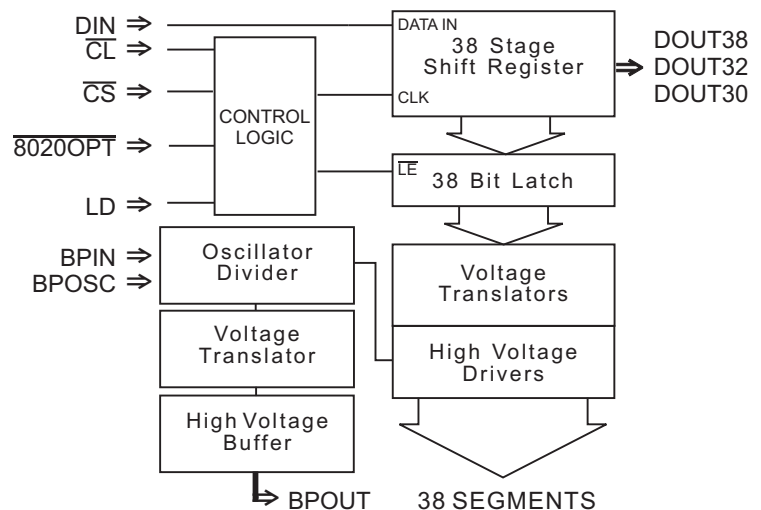 DIN ⇒
CL ⇒
CS ⇒
8020OPT ⇒
LD ⇒
CONTROL
LOGIC
DATA IN
38 Stage
Shift Register
CLK
⇒ DOUT38
DOUT32
DOUT30
LE
38 Bit Latch
BPIN ⇒
BPOSC ⇒
Oscillator
Divider
Voltage
Translators
Voltage
Translator
High Voltage
Drivers
High Voltage
Buffer
BPOUT
38 SEGMENTS